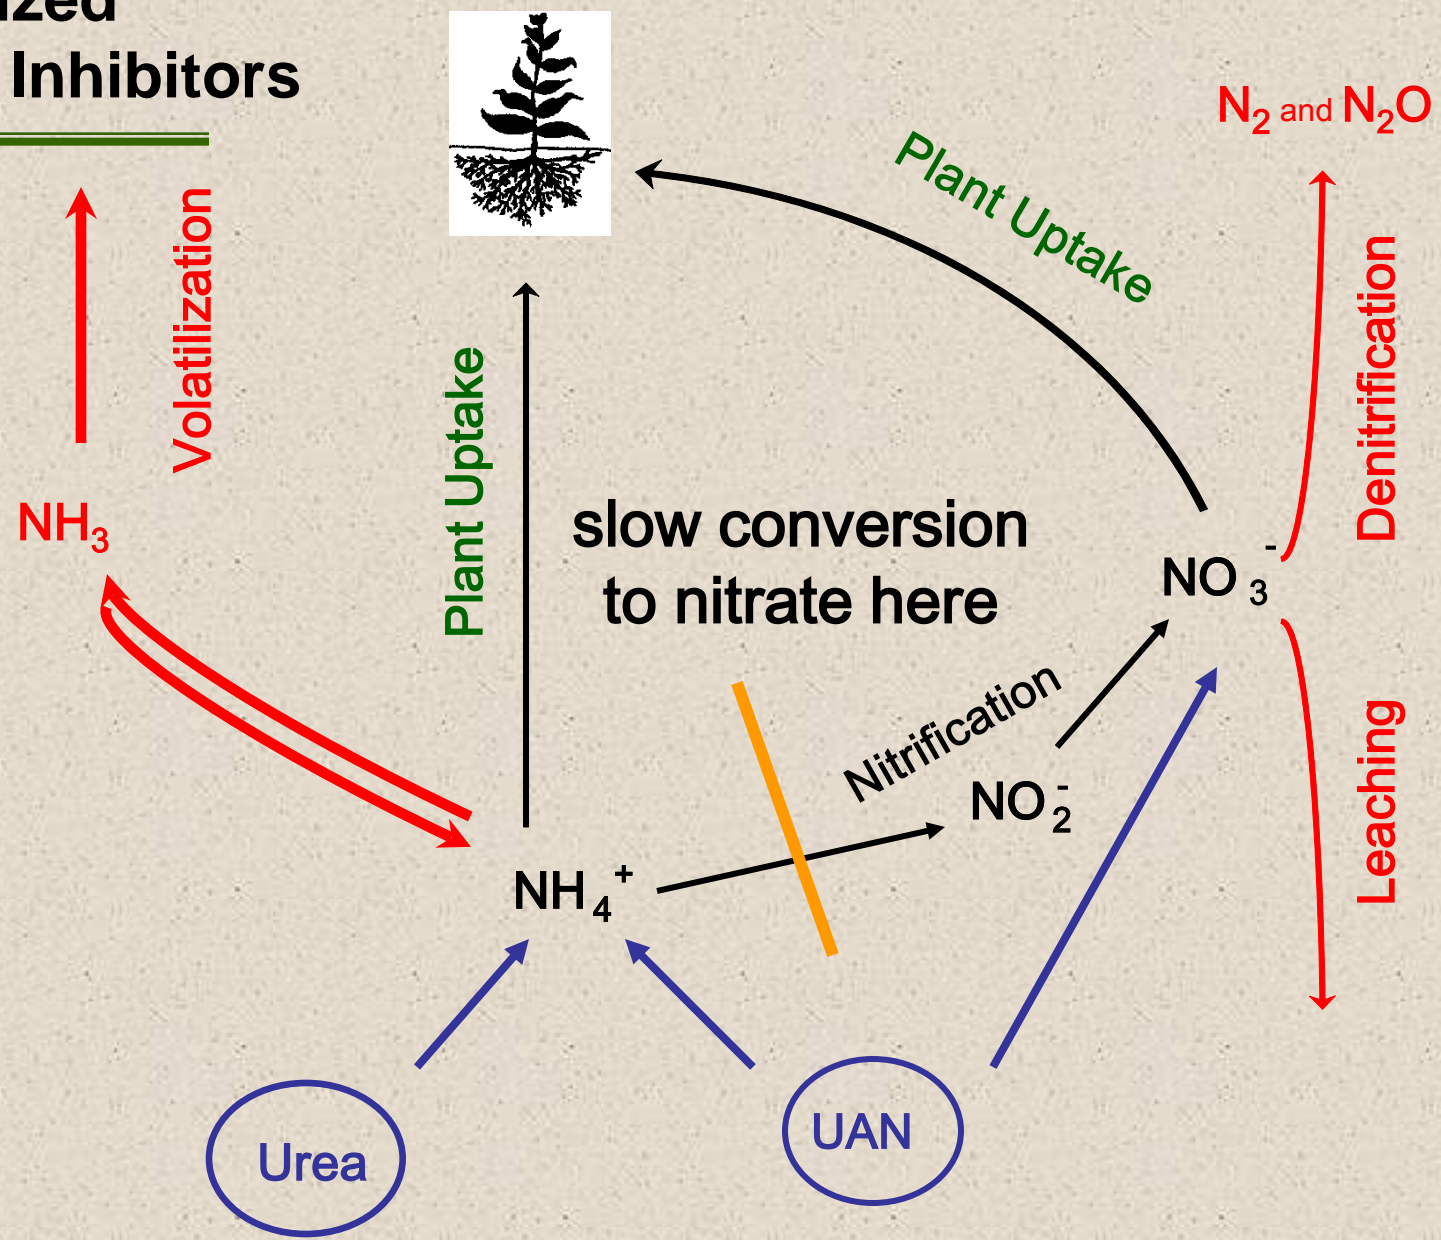 Inhibitors
N₂ and N₂O
Plant Uptake
Volatilization
Denitrification
Plant Uptake
NH₃
slow conversion
to nitrate here
NO₃⁻
Nitrification
Leaching
NO₂⁻
NH₄⁺
UAN
Urea